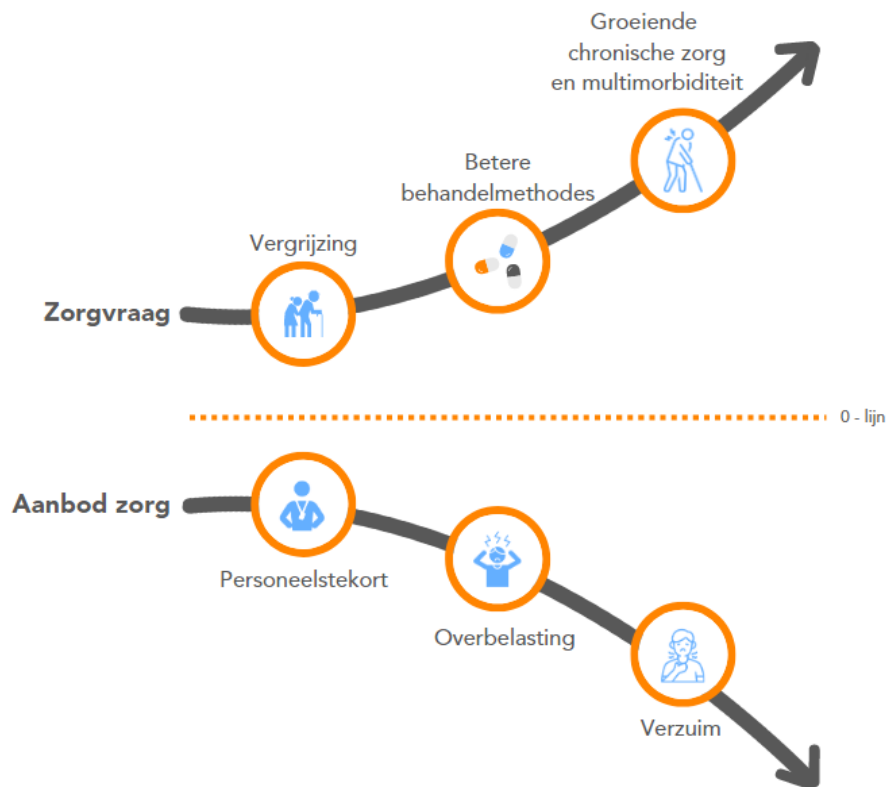 Groeiende
chronische zorg
en multimorbiditeit
Betere
behandelmethodes
Vergrijzing
Zorgvraag
0 - lijn
Aanbod zorg
Personeelstekort
Overbelasting
Verzuim